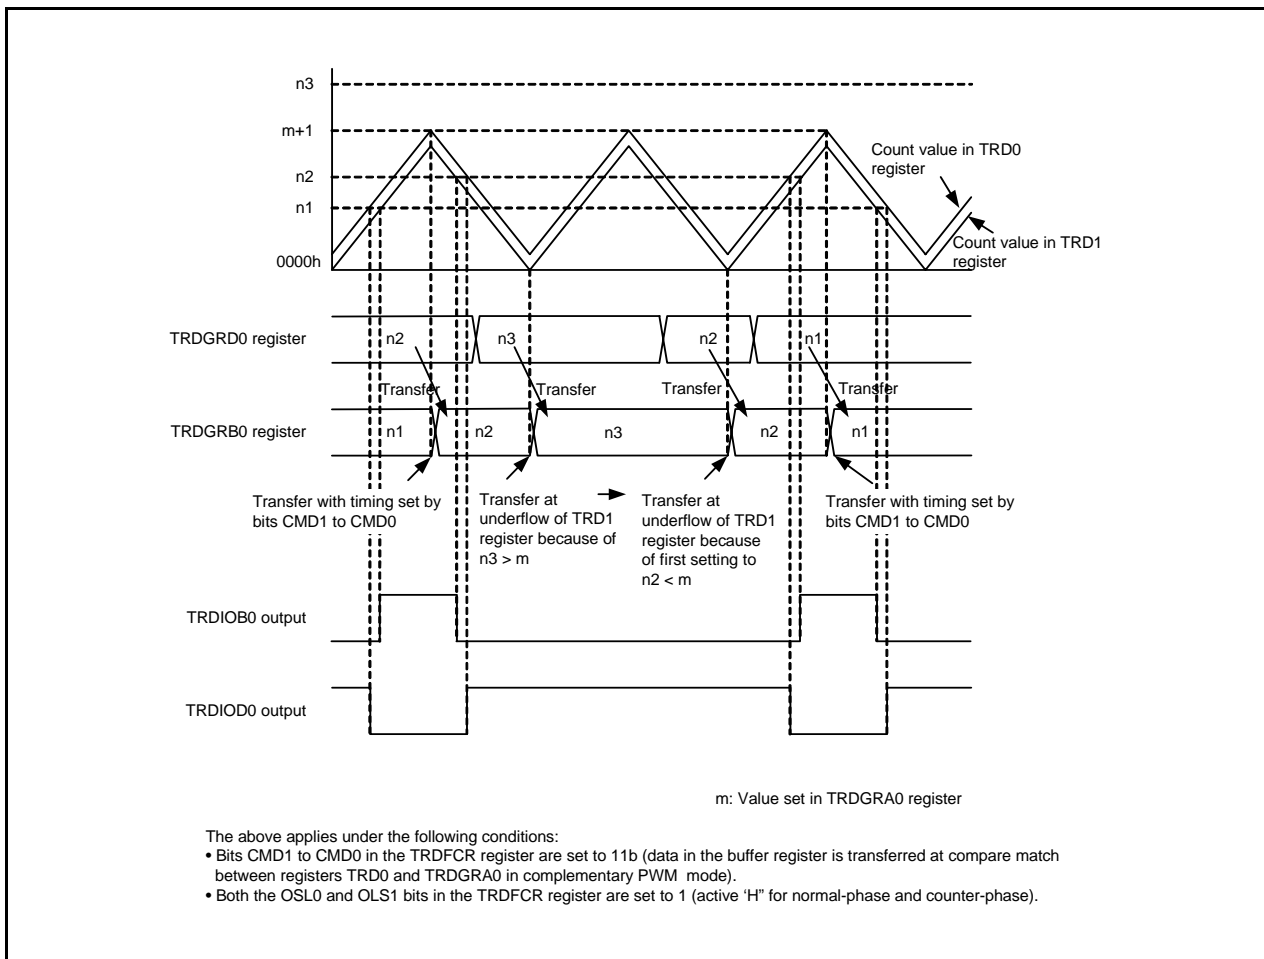 n3
m+1
n2
n1
0000h
Count value in TRD0
register
Count value in TRD1
register
TRDGRD0 register
n2
n3
n2
n1
Transfer
Transfer
Transfer
Transfer
TRDGRB0 register
n1
n2
n3
n2
n1
Transfer with timing set by
bits CMD1 to CMD0
Transfer at
underflow of TRD1
register because of
n3 > m
Transfer at
underflow of TRD1
register because
of first setting to
n2 < m
Transfer with timing set by
bits CMD1 to CMD0
TRDIOB0 output
TRDIOD0 output
m: Value set in TRDGRA0 register
The above applies under the following conditions:
• Bits CMD1 to CMD0 in the TRDFCR register are set to 11b (data in the buffer register is transferred at compare match
between registers TRD0 and TRDGRA0 in complementary PWM mode).
• Both the OSL0 and OLS1 bits in the TRDFCR register are set to 1 (active ‘H” for normal-phase and counter-phase).